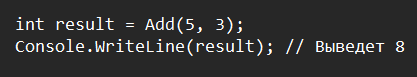 int result = Add(5, 3);
Console.WriteLine(result); // Выведет 8